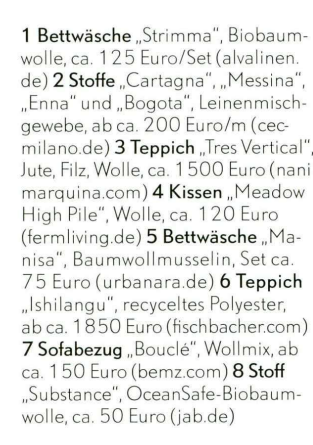 1 Bettwäsche „Strimma“, Biobaum-
wolle, ca. 125 Euro/Set (alvalinen.
de) 2 Stoffe „Cartagna“, „Messina“,
„Enna“ und „Bogota“, Leinenmisch-
gewebe, ab ca. 200 Euro/m (cec-
milano.de) 3 Teppich „Tres Vertical“,
Jute, Filz, Wolle, ca. 1500 Euro (nani
marquina.com) 4 Kissen „Meadow
High Pile“, Wolle, ca. 120 Euro
(fermliving.de) 5 Bettwäsche „Ma-
nisa“, Baumwollmusselin, Set ca.
75 Euro (urbanara.de) 6 Teppich
„Ishilangu“, recyceltes Polyester,
ab ca. 1850 Euro (fischbacher.com)
7 Sofabezug „Bouclé“, Wollmix, ab
ca. 150 Euro (bemz.com) 8 Stoff
„Substance“, OceanSafe-Biobaum-
wolle, ca. 50 Euro (jab.de)